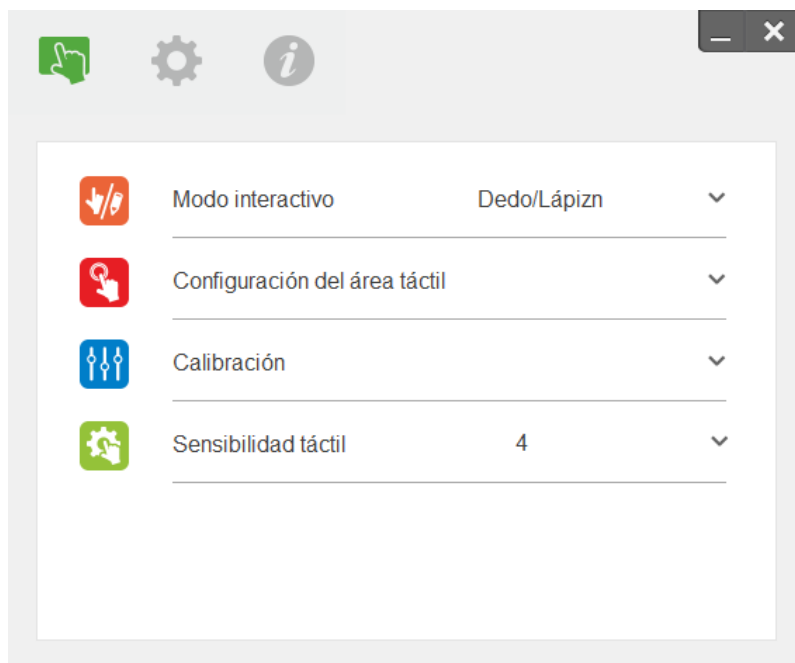 Modo interactivo Dedo/Lápizn
Configuración del área táctil
Calibración
Sensibilidad táctil 4